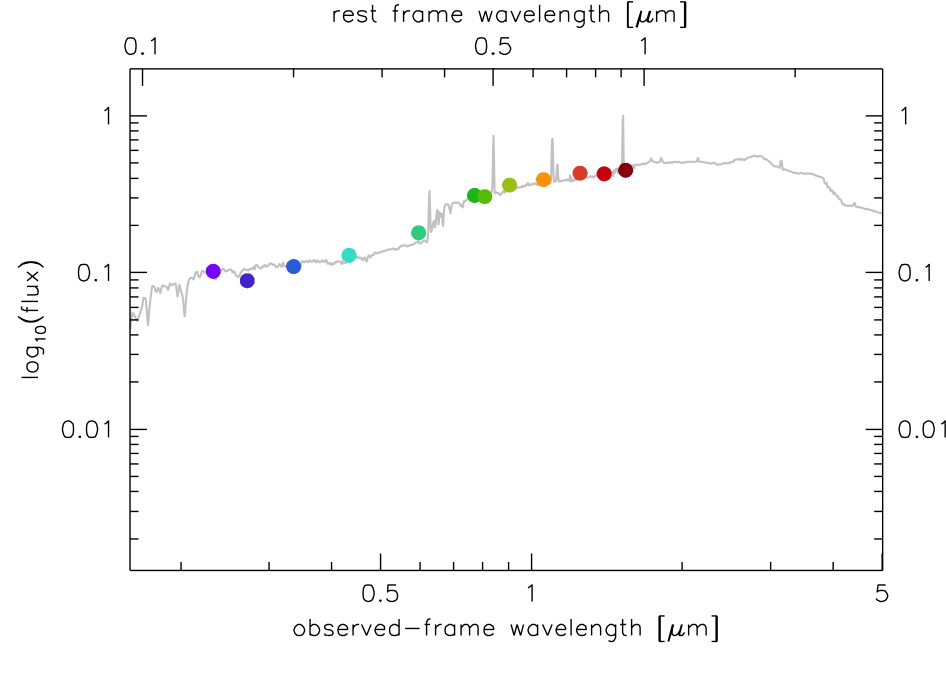 rest frame wavelength [μm]
0.1 0.5 1
1 1
0.1 0.1
0.01 0.01
log10(flux)
0.5 1 5
observed-frame wavelength [μm]